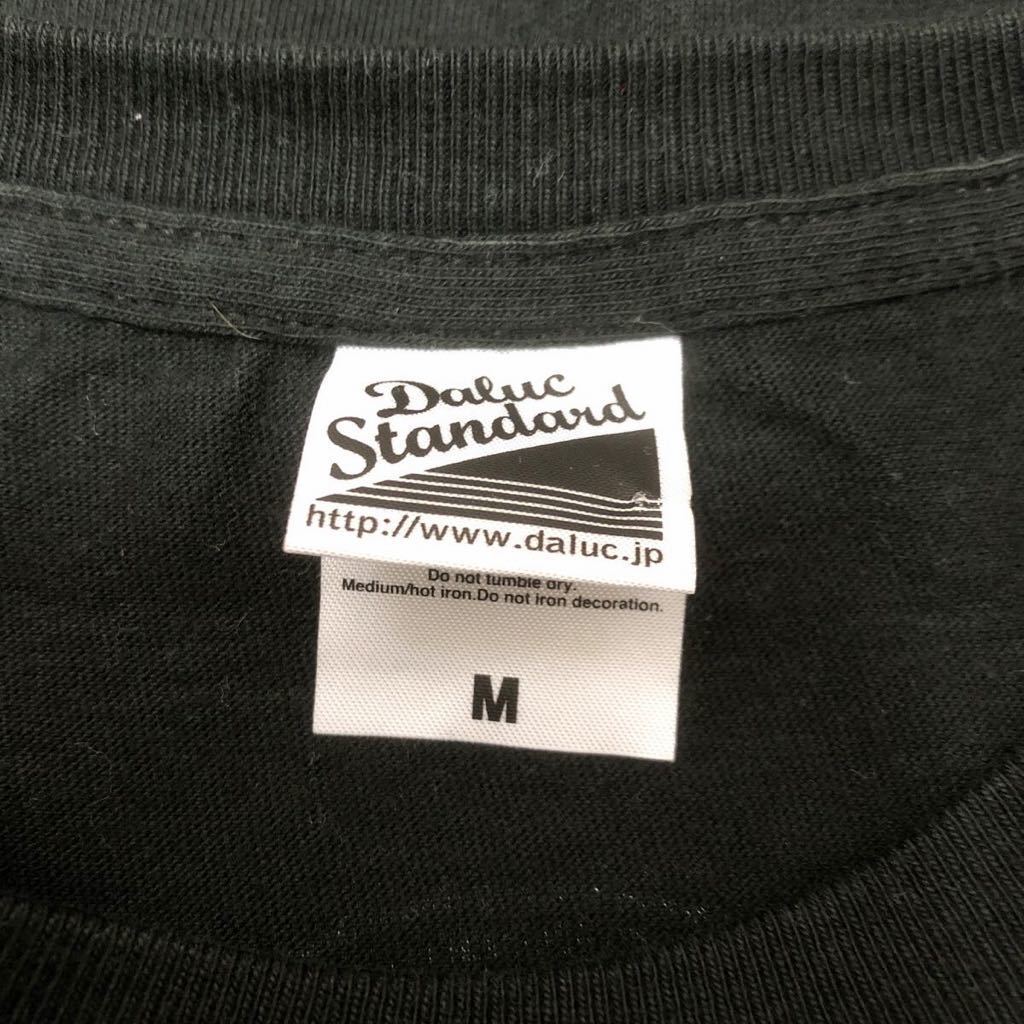 Daluc
Standard
http://www.daluc.jp
Do not tumble dry.
Medium/hot iron.Do not iron decoration.
M